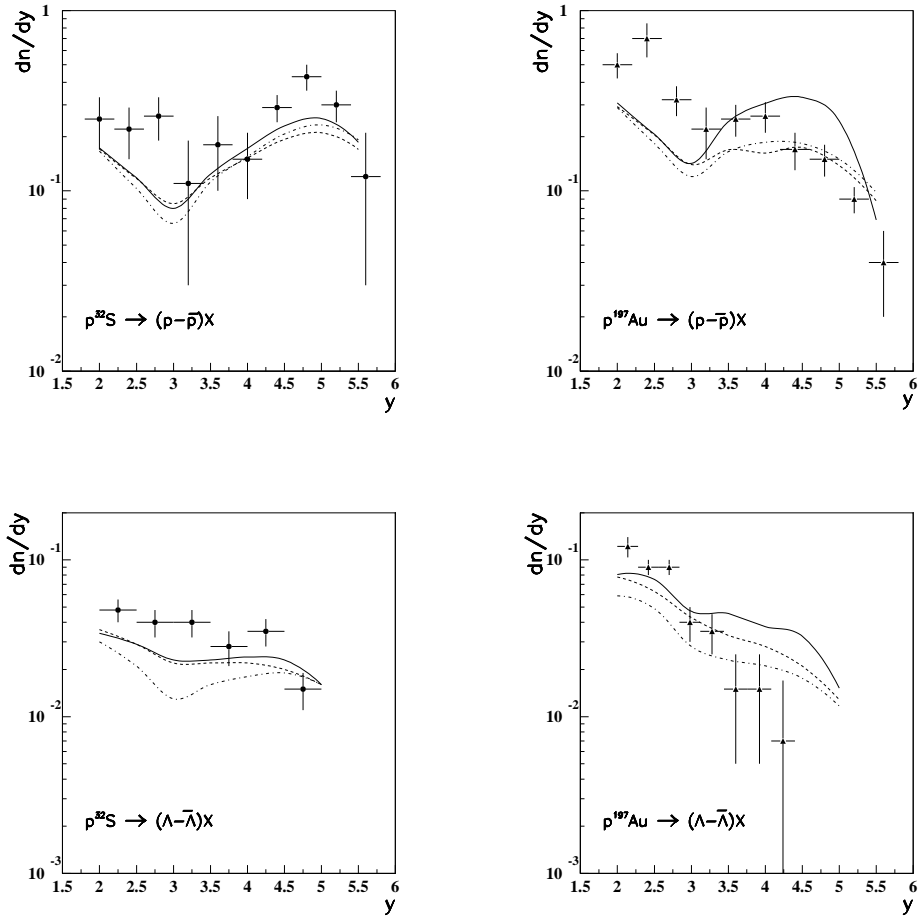 dn/dy
1
10⁻¹
10⁻²
p³²S → (p−p̅)X
1.5 2 2.5 3 3.5 4 4.5 5 5.5 6
y
dn/dy
1
10⁻¹
10⁻²
p¹⁹⁷Au → (p−p̅)X
1.5 2 2.5 3 3.5 4 4.5 5 5.5 6
y
dn/dy
10⁻¹
10⁻²
10⁻³
p³²S → (Λ−Λ̅)X
1.5 2 2.5 3 3.5 4 4.5 5 5.5 6
y
dn/dy
10⁻¹
10⁻²
10⁻³
p¹⁹⁷Au → (Λ−Λ̅)X
1.5 2 2.5 3 3.5 4 4.5 5 5.5 6
y